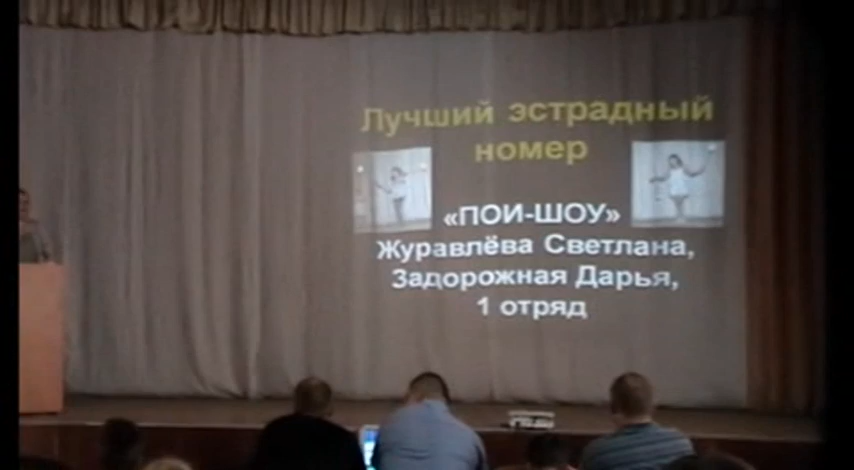 Лучший эстрадный
номер
«ПОИ-ШОУ»
Журавлёва Светлана,
Задорожная Дарья,
1 отряд